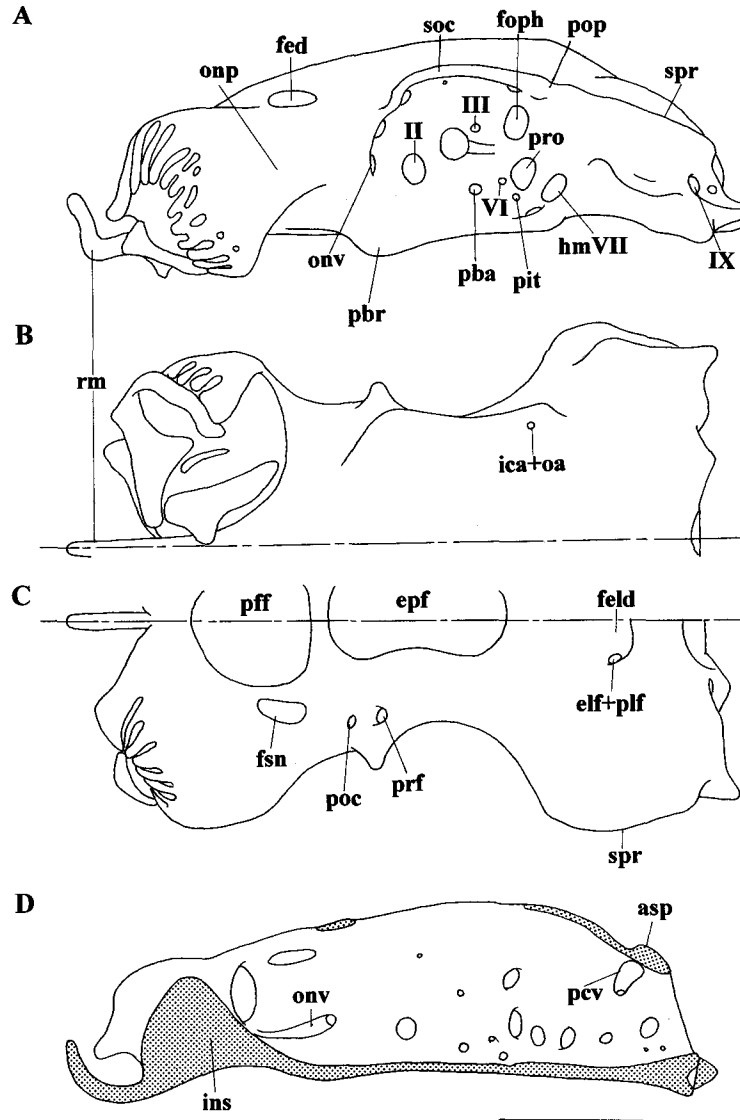 A
foph
soc
pop
fed
onp
spr
III
II
pro
VI
onv
pba
pit
hmVII
IX
pbr
B
rm
ica+oa
C
pff
epf
feld
elf+plf
fsn
poc
prf
spr
D
asp
onv
pcv
ins